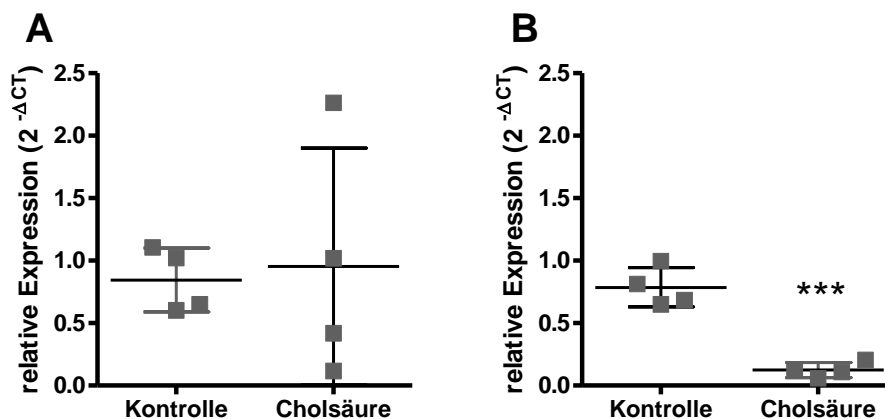 A
relative Expression (2 -ΔCT)
2.5
2.0
1.5
1.0
0.5
0.0
Kontrolle Cholsäure
B
relative Expression (2 -ΔCT)
2.5
2.0
1.5
1.0
0.5
0.0
***
Kontrolle Cholsäure